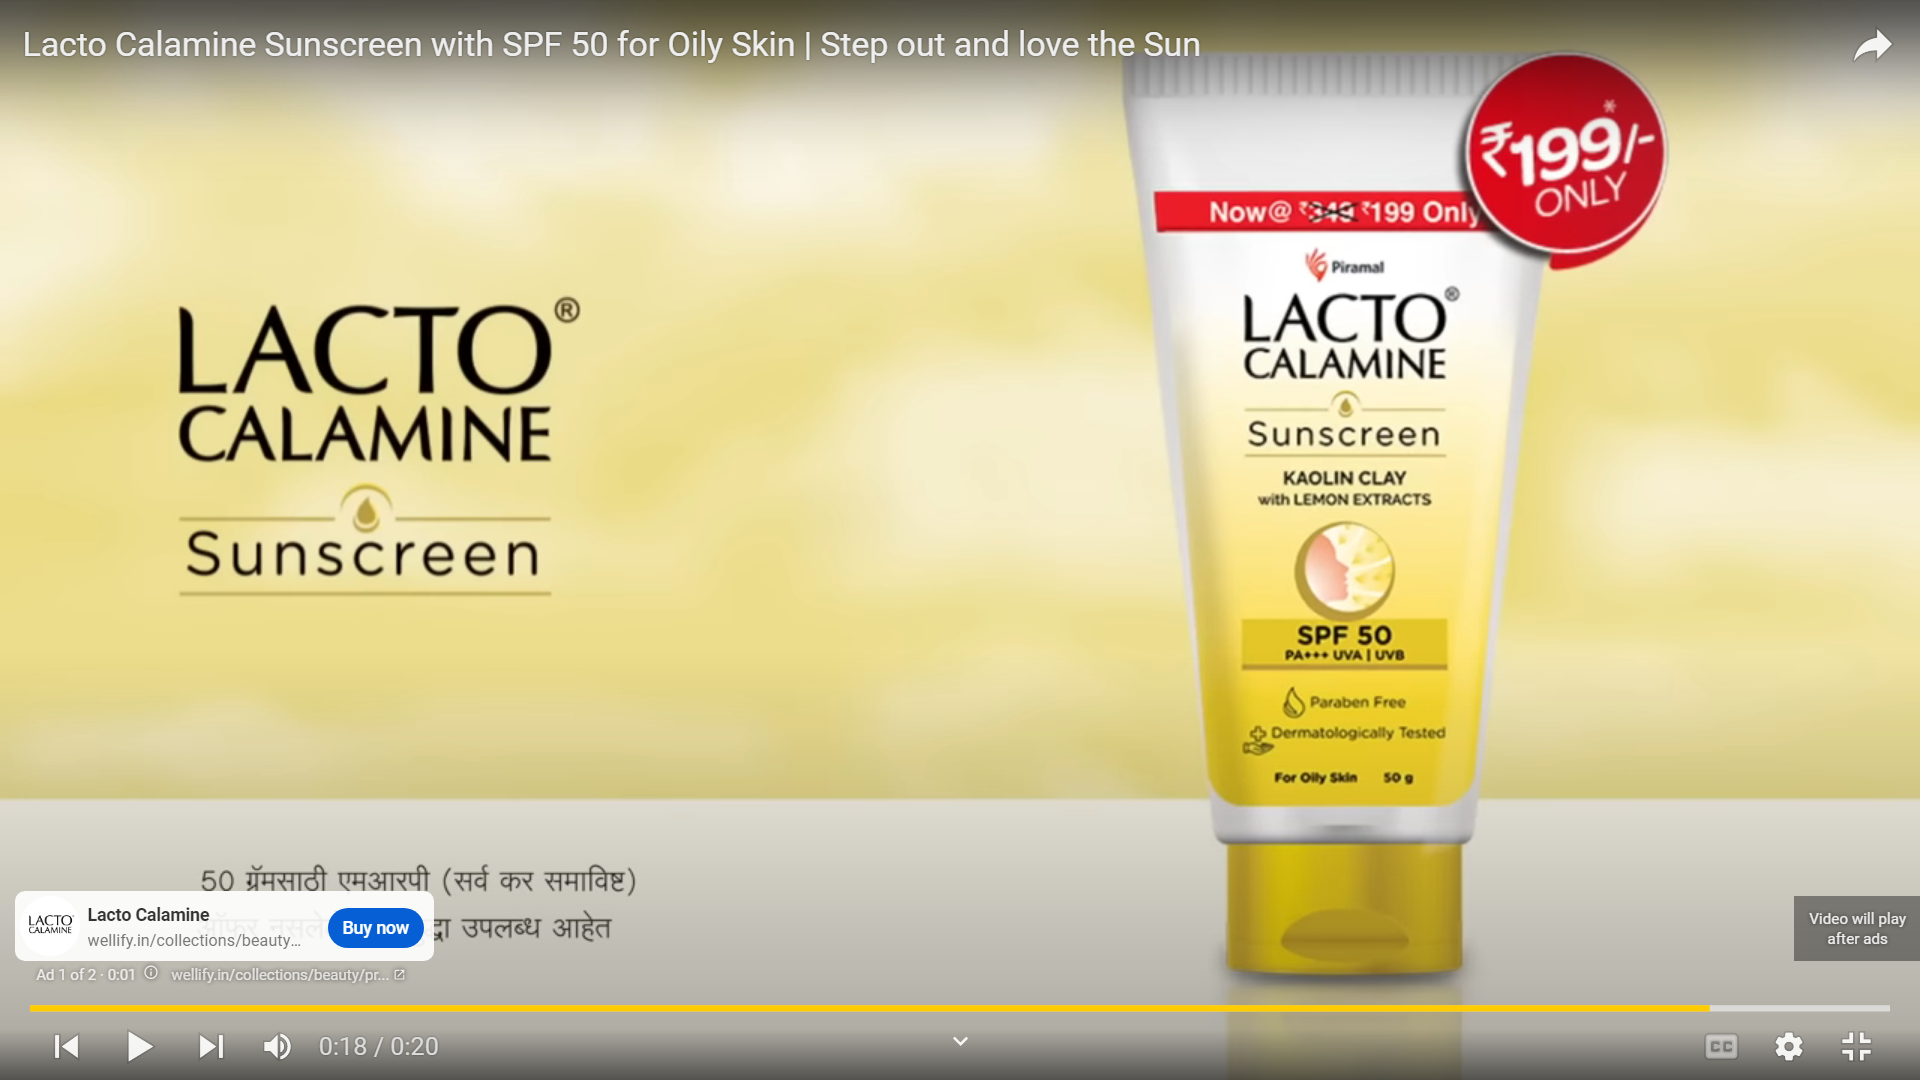 Lacto Calamine Sunscreen with SPF 50 for Oily Skin | Step out and love the Sun
*
₹199/-
ONLY
Now@ ₹349 ₹199 Only
Piramal
LACTO®
CALAMINE
Sunscreen
KAOLIN CLAY
with LEMON EXTRACTS
SPF 50
PA+++ UVA | UVB
Paraben Free
Dermatologically Tested
For Oily Skin 50 g
LACTO®
CALAMINE
Sunscreen
50 ग्रॅमसाठी एमआरपी (सर्व कर समाविष्ट)
उपलब्ध आहेत
LACTO
CALAMINE
Lacto Calamine
wellify.in/collections/beauty...
Buy now
Ad 1 of 2 · 0:01
wellify.in/collections/beauty/pr...
Video will play
after ads
0:18 / 0:20
CC